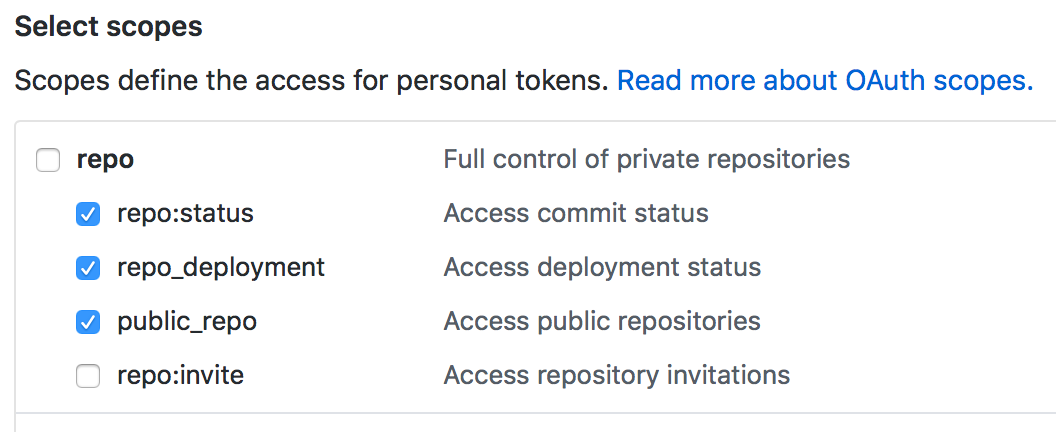 Select scopes
Scopes define the access for personal tokens. Read more about OAuth scopes.
repo Full control of private repositories
repo:status Access commit status
repo_deployment Access deployment status
public_repo Access public repositories
repo:invite Access repository invitations